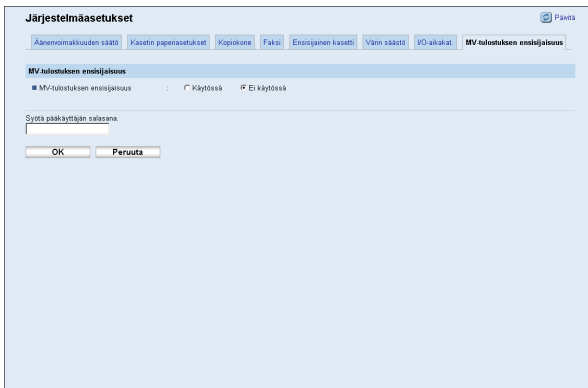 Järjestelmäasetukset
Päivitä
Äänenvoimakkuuden säätö Kasetin paperiasetukset Kopiokone Faksi Ensisijainen kasetti Värin säästö I/O-aikakat. MV-tulostuksen ensisijaisuus
MV-tulostuksen ensisijaisuus
MV-tulostuksen ensisijaisuus : Käytössä Ei käytössä
Syötä pääkäyttäjän salasana.
OK Peruuta